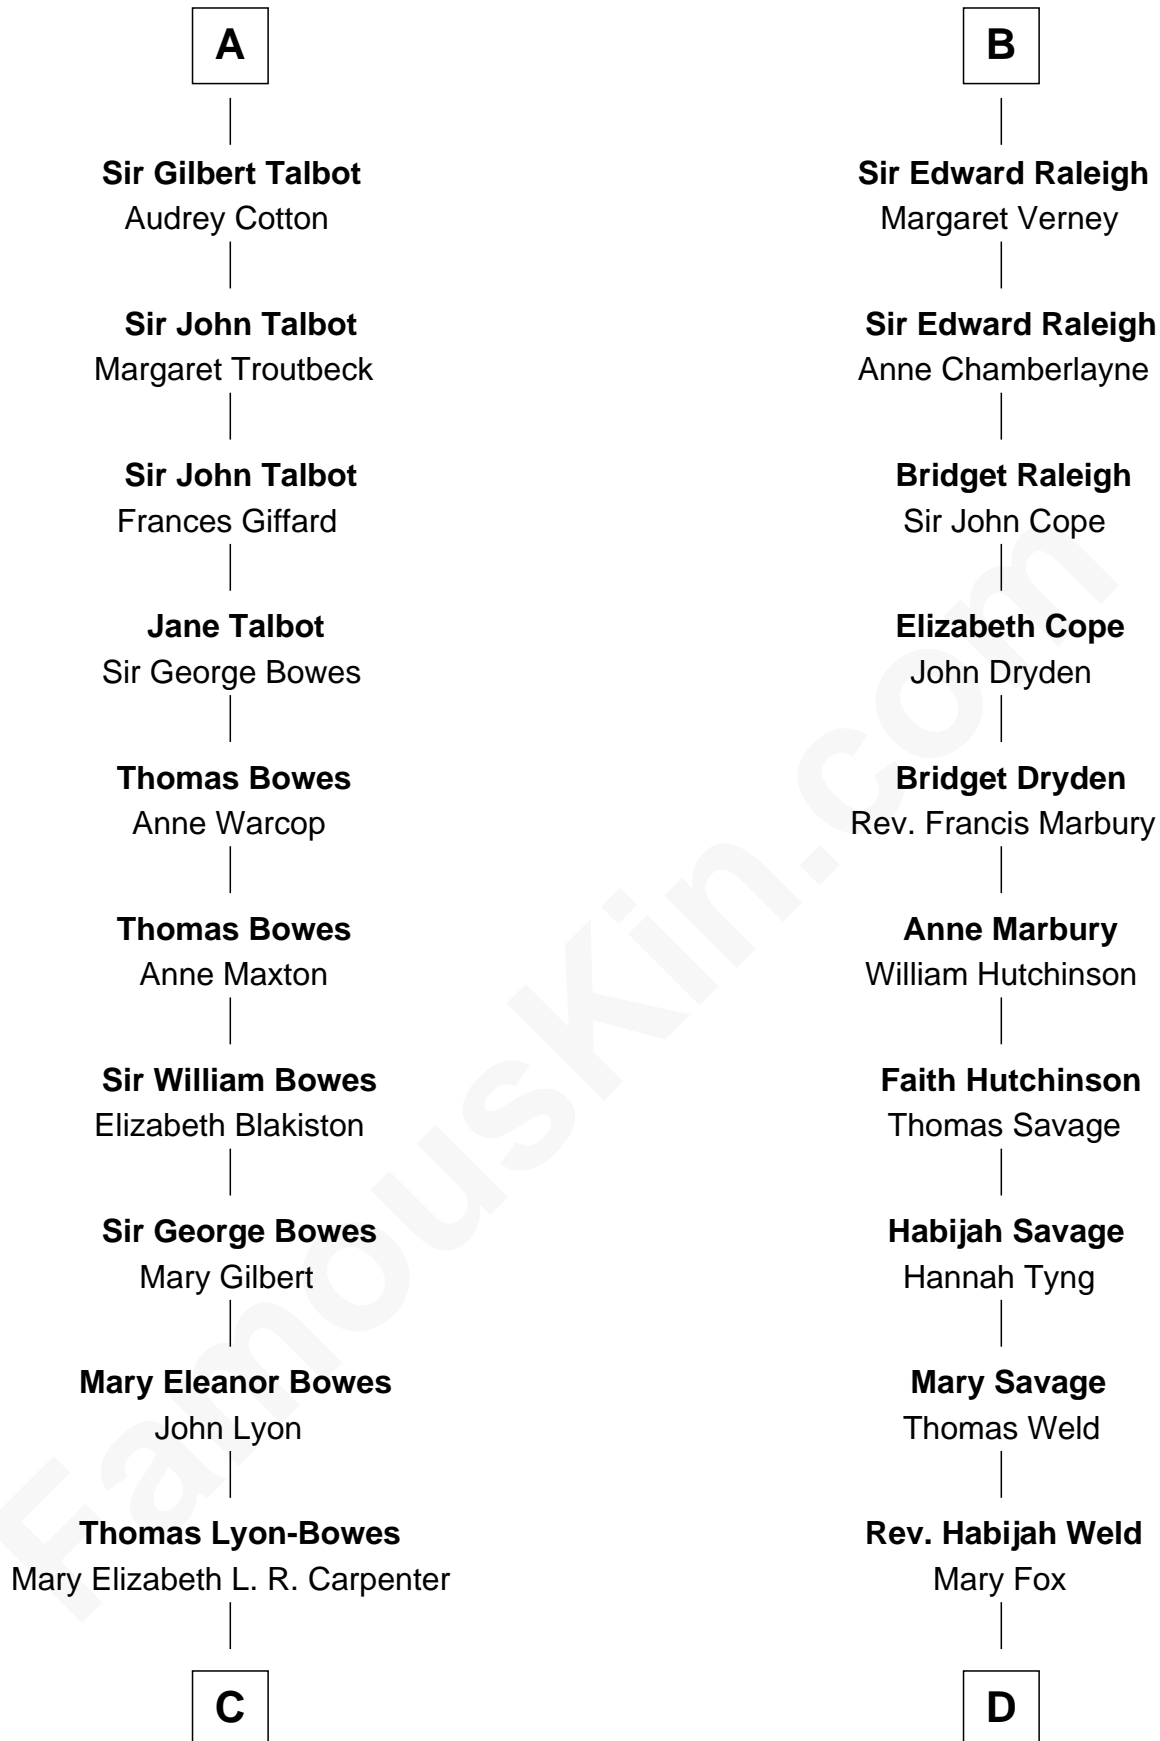 A
Sir Gilbert Talbot
Audrey Cotton
Sir John Talbot
Margaret Troutbeck
Sir John Talbot
Frances Giffard
Jane Talbot
Sir George Bowes
Thomas Bowes
Anne Warcop
Thomas Bowes
Anne Maxton
Sir William Bowes
Elizabeth Blakiston
Sir George Bowes
Mary Gilbert
Mary Eleanor Bowes
John Lyon
Thomas Lyon-Bowes
Mary Elizabeth L. R. Carpenter
C
B
Sir Edward Raleigh
Margaret Verney
Sir Edward Raleigh
Anne Chamberlayne
Bridget Raleigh
Sir John Cope
Elizabeth Cope
John Dryden
Bridget Dryden
Rev. Francis Marbury
Anne Marbury
William Hutchinson
Faith Hutchinson
Thomas Savage
Habijah Savage
Hannah Tyng
Mary Savage
Thomas Weld
Rev. Habijah Weld
Mary Fox
D
FamousKin.com